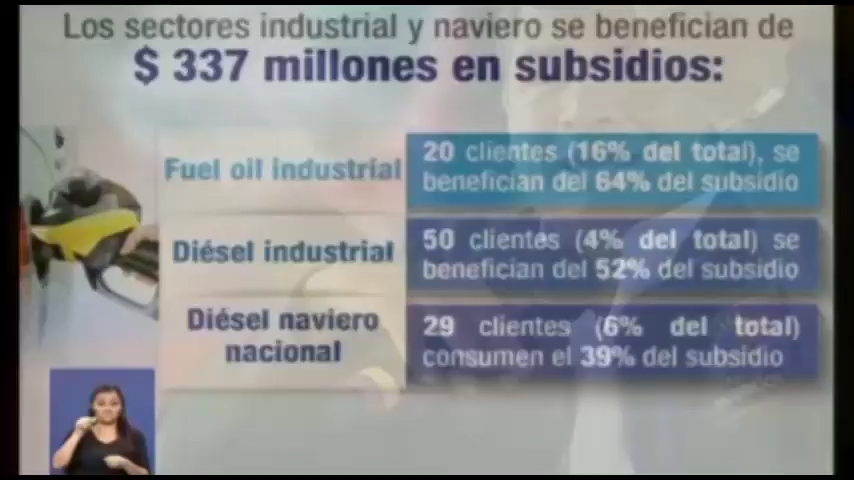 Los sectores industrial y naviero se benefician de
$ 337 millones en subsidios:
Fuel oil industrial
20 clientes (16% del total), se
benefician del 64% del subsidio
Diésel industrial
50 clientes (4% del total) se
benefician del 52% del subsidio
Diésel naviero
nacional
29 clientes (6% del total)
consumen el 39% del subsidio